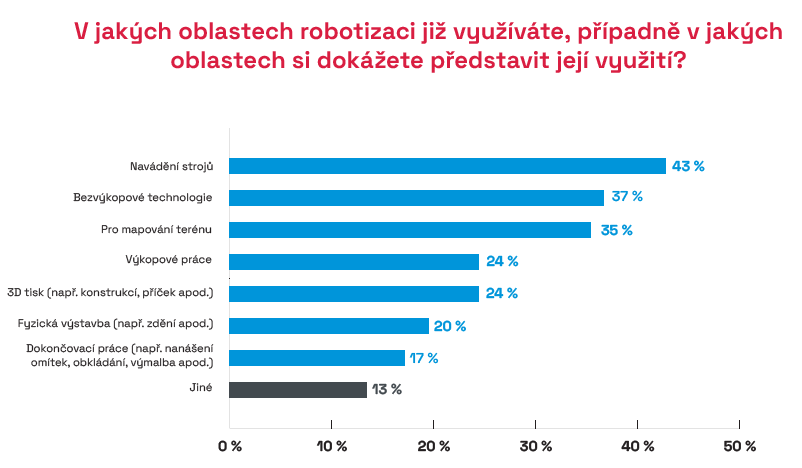 V jakých oblastech robotizaci již využíváte, případně v jakých
oblastech si dokážete představit její využití?
Navádění strojů
43 %
Bezvýkopové technologie
37 %
Pro mapování terénu
35 %
Výkopové práce
24 %
3D tisk (např. konstrukcí, příček apod.)
24 %
Fyzická výstavba (např. zdění apod.)
20 %
Dokončovací práce (např. nanášení
omítek, obkládání, výmalba apod.)
17 %
Jiné
13 %
0 % 10 % 20 % 30 % 40 % 50 %